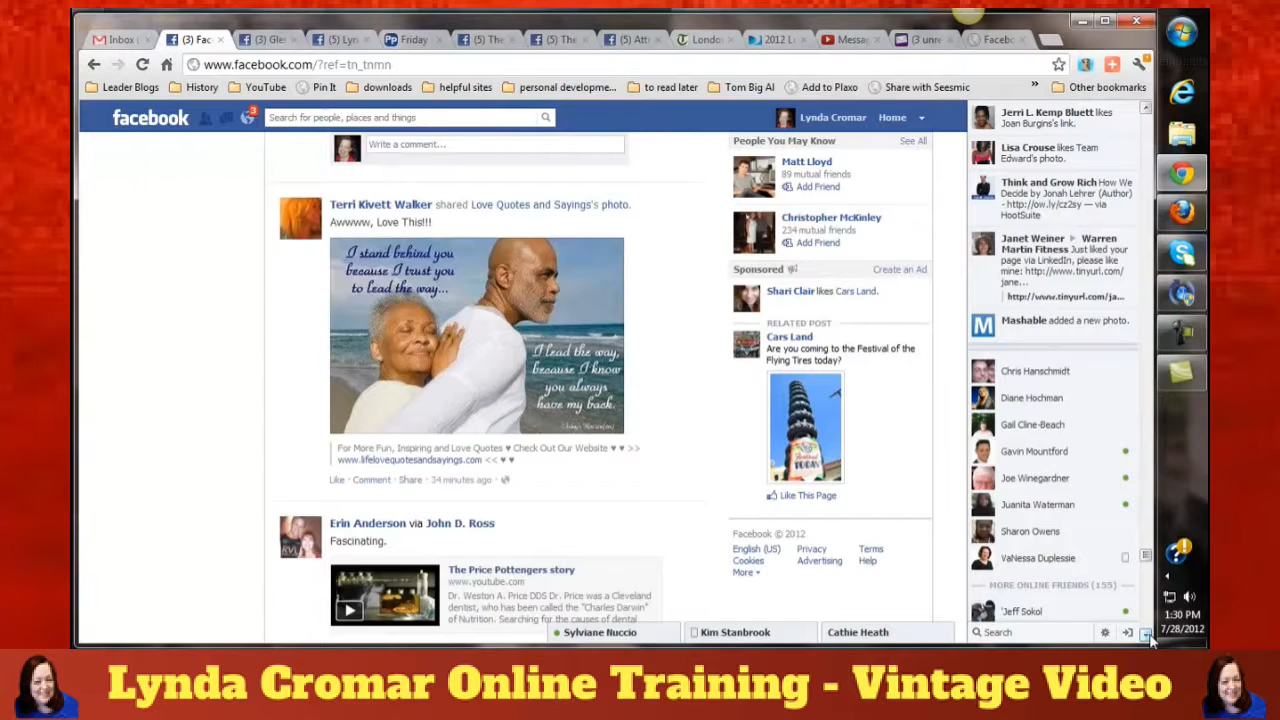 Inbox (
(3) Fac
(3) Gle
(5) Lyn
Friday
(5) The
(5) The
(5) Att
London
2012 L
Messag
(3 unre
Facebo
www.facebook.com/?ref=tn_tnmn
Leader Blogs
History
YouTube
Pin It
downloads
helpful sites
personal developme...
to read later
Tom Big Al
Add to Plaxo
Share with Seesmic
»
Other bookmarks
facebook
3
Search for people, places and things
Lynda Cromar
Home
Write a comment...
Terri Kivett Walker shared Love Quotes and Sayings's photo.
Awwww, Love This!!!
I stand behind you
because I trust you
to lead the way...
I lead the way,
because I know
you always
have my back.
For More Fun, Inspiring and Love Quotes ♥ Check Out Our Website ♥ ♥ >>
www.lifelovequotesandsayings.com << ♥ ♥
Like · Comment · Share · 34 minutes ago ·
Erin Anderson via John D. Ross
Fascinating.
The Price Pottengers story
www.youtube.com
Dr. Weston A. Price DDS Dr. Price was a Cleveland
dentist, who has been called the "Charles Darwin"
of Nutrition. Searching for the causes of dental
People You May Know
See All
Matt Lloyd
89 mutual friends
Add Friend
Christopher McKinley
234 mutual friends
Add Friend
Sponsored
Create an Ad
Shari Clair likes Cars Land.
RELATED POST
Cars Land
Are you coming to the Festival of the
Flying Tires today?
TODAY
Like This Page
Facebook © 2012
English (US)
Privacy
Terms
Cookies
Advertising
Help
More
Jerri L. Kemp Bluett likes
Joan Burgins's link.
Lisa Crouse likes Team
Edward's photo.
Think and Grow Rich How We
Decide by Jonah Lehrer (Author)
- http://ow.ly/cz2sy — via
HootSuite
Janet Weiner ▸ Warren
Martin Fitness Just liked your
page via LinkedIn, please like
mine: http://www.tinyurl.com/
jane...
http://www.tinyurl.com/ja...
M
Mashable added a new photo.
Chris Hanschmidt
Diane Hochman
Gail Cline-Beach
Gavin Mountford
Joe Winegardner
Juanita Waterman
Sharon Owens
VaNessa Duplessie
MORE ONLINE FRIENDS (155)
'Jeff Sokol
Search
Sylviane Nuccio
Kim Stanbrook
Cathie Heath
1:30 PM
7/28/2012
Lynda Cromar Online Training - Vintage Video